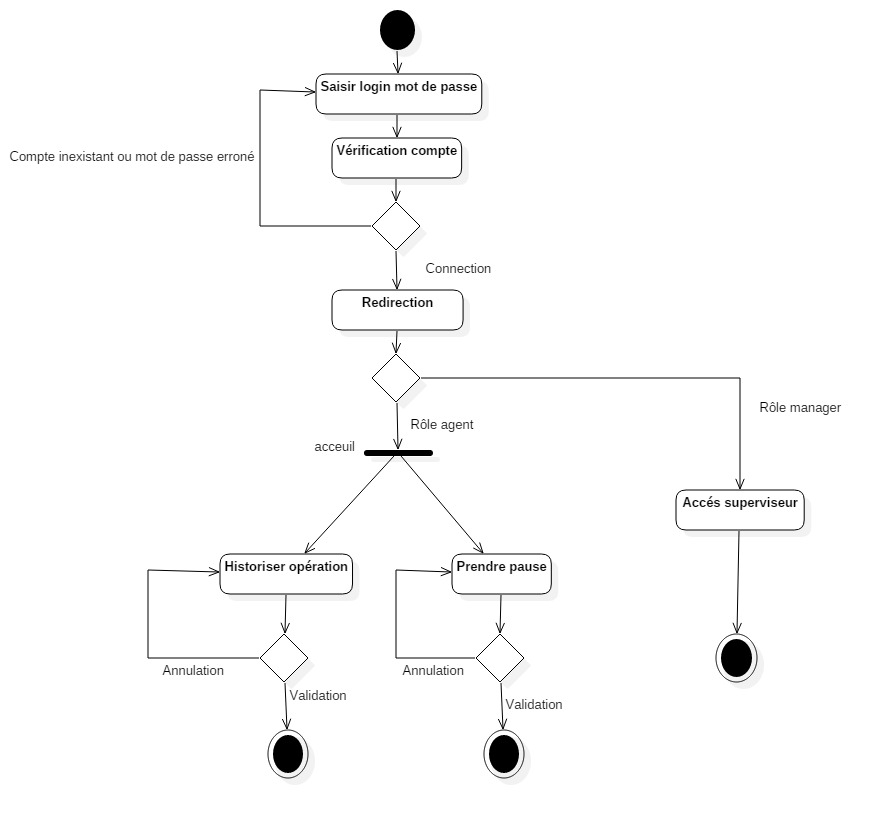 Saisir login mot de passe
Compte inexistant ou mot de passe erroné
Vérification compte
Connection
Redirection
Rôle agent
Rôle manager
acceuil
Accés superviseur
Historiser opération
Prendre pause
Annulation
Annulation
Validation
Validation